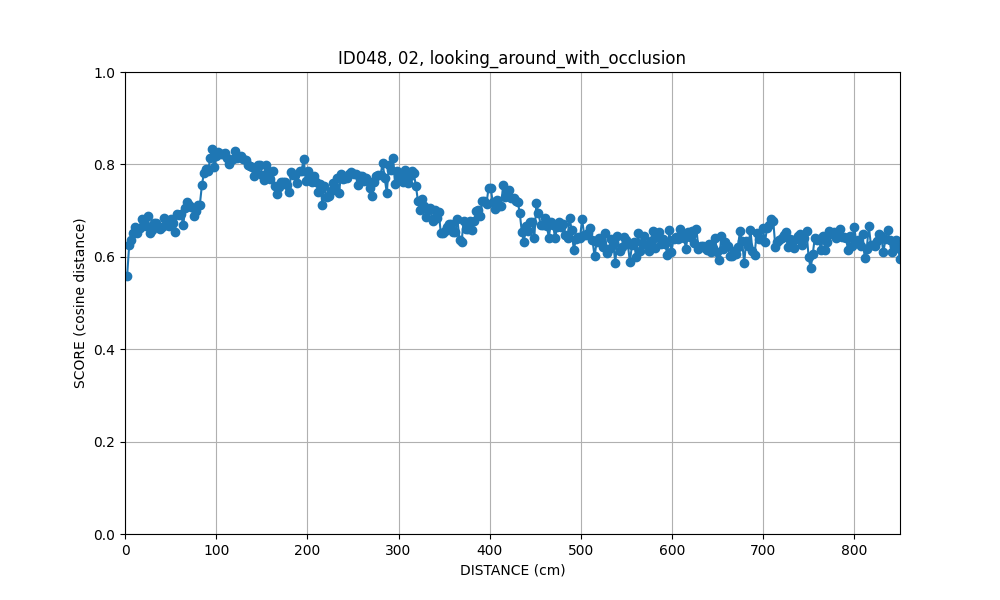 ID048, 02, looking_around_with_occlusion
1.0
0.8
0.6
0.4
0.2
0.0
SCORE (cosine distance)
0 100 200 300 400 500 600 700 800
DISTANCE (cm)